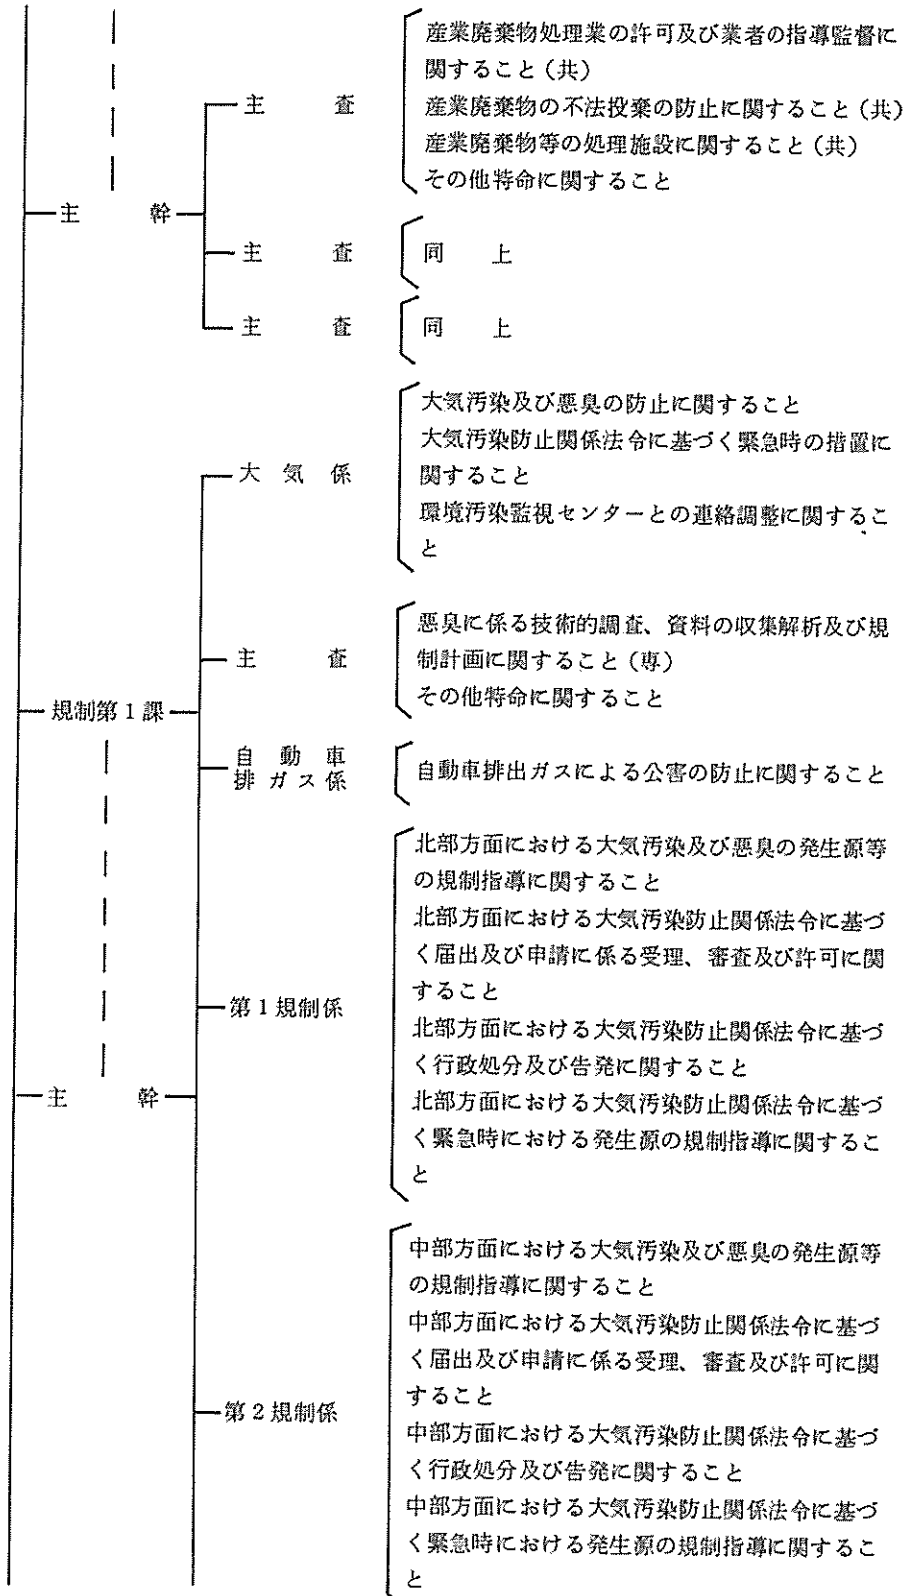 産業廃棄物処理業の許可及び業者の指導監督に
関すること（共）
主査
産業廃棄物の不法投棄の防止に関すること（共）
産業廃棄物等の処理施設に関すること（共）
その他特命に関すること
主幹
主査
同上
主査
同上
大気汚染及び悪臭の防止に関すること
大気汚染防止関係法令に基づく緊急時の措置に
大気係
関すること
環境汚染監視センターとの連絡調整に関するこ
と
悪臭に係る技術的調査、資料の収集解析及び規
主査
制計画に関すること（専）
その他特命に関すること
規制第1課
自動車
排ガス係
自動車排出ガスによる公害の防止に関すること
北部方面における大気汚染及び悪臭の発生源等
の規制指導に関すること
北部方面における大気汚染防止関係法令に基づ
く届出及び申請に係る受理、審査及び許可に関
すること
第1規制係
北部方面における大気汚染防止関係法令に基づ
く行政処分及び告発に関すること
主幹
北部方面における大気汚染防止関係法令に基づ
く緊急時における発生源の規制指導に関するこ
と
中部方面における大気汚染及び悪臭の発生源等
の規制指導に関すること
中部方面における大気汚染防止関係法令に基づ
く届出及び申請に係る受理、審査及び許可に関
すること
第2規制係
中部方面における大気汚染防止関係法令に基づ
く行政処分及び告発に関すること
中部方面における大気汚染防止関係法令に基づ
く緊急時における発生源の規制指導に関するこ
と